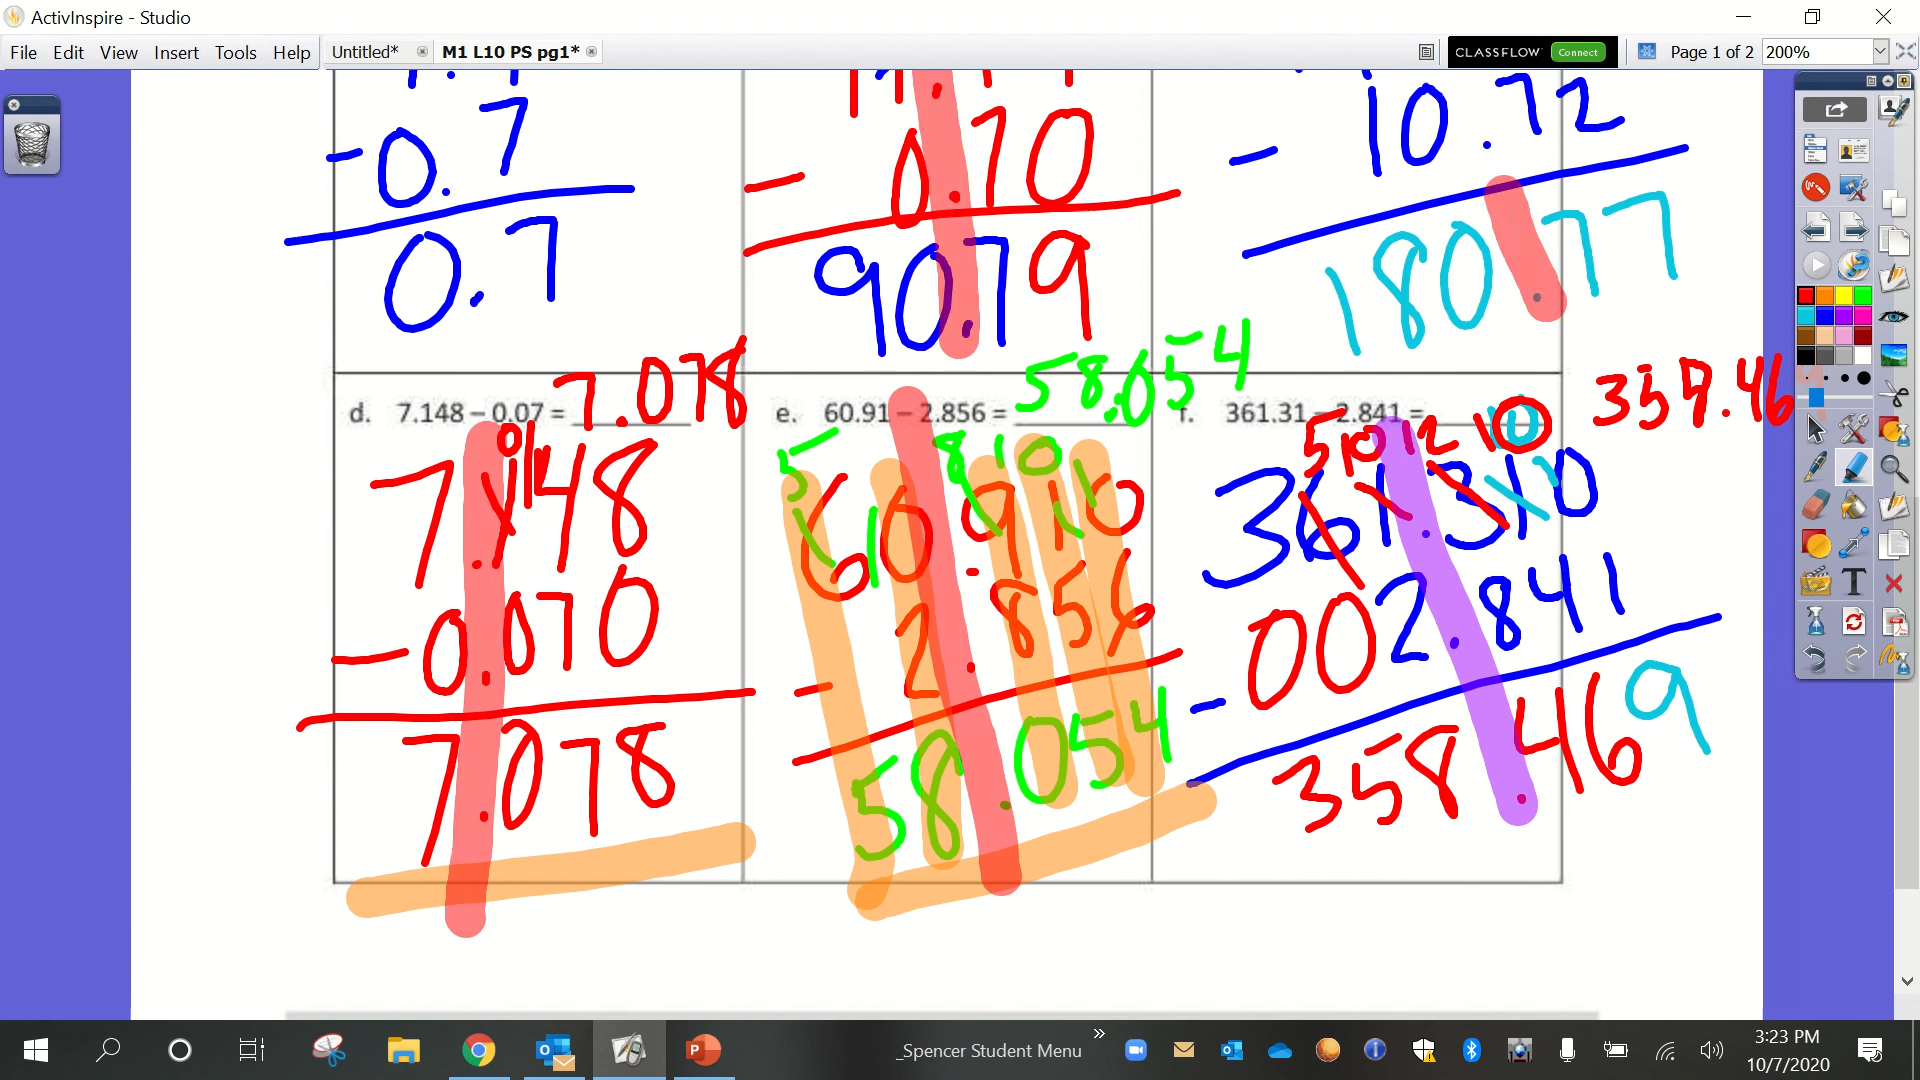 ActivInspire - Studio
File Edit View Insert Tools Help
Untitled*
M1 L10 PS pg1*
CLASSFLOW Connect
Page 1 of 2
200%
- 0.7
0.7
- 0.70
90.79
- 10.72
180.77
d. 7.148 – 0.07 = 7.078
7.148
- 0.070
7.078
e. 60.91 – 2.856 = 58.054
60.910
- 2.856
58.054
f. 361.31 – 2.841 =
361.310
- 002.841
358.469
_Spencer Student Menu
3:23 PM
10/7/2020